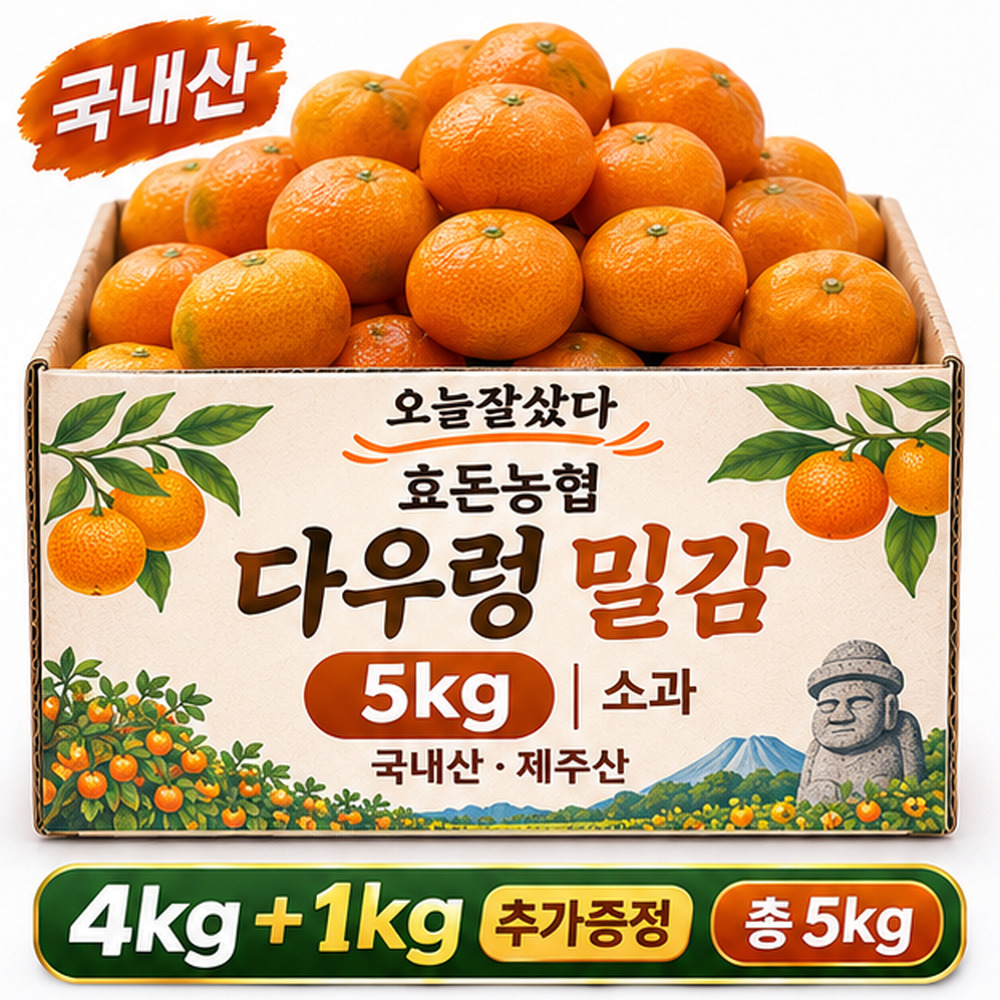 국내산
오늘잘샀다
효돈농협
다우렁 밀감
5kg | 소과
국내산 · 제주산
4kg+1kg 추가증정 총 5kg